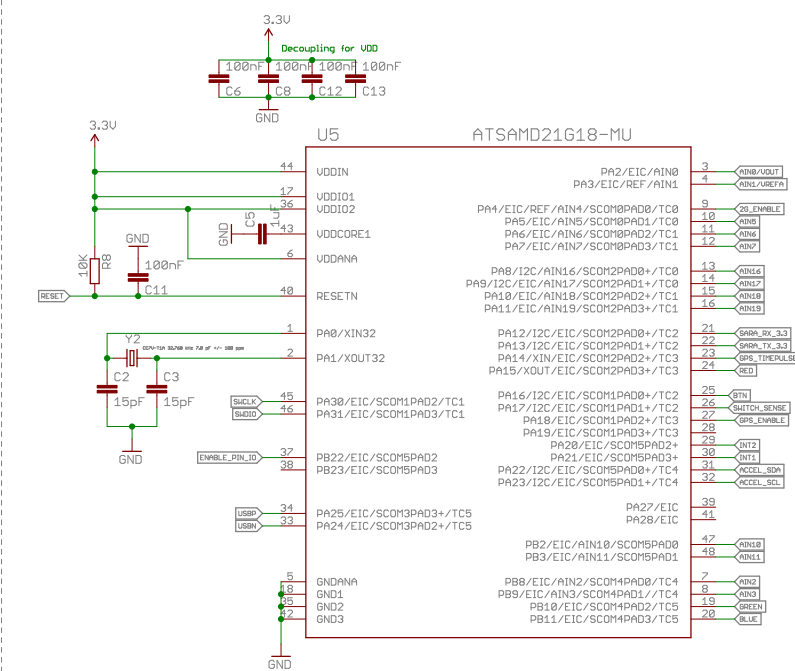 3.3V
Decoupling for VDD
100nF 100nF 100nF 100nF
C6 C8 C12 C13
GND
3.3V
U5 ATSAMD21G18-MU
44 VDDIN
17 VDDIO1
36 VDDIO2
GND C5 1uF 43 VDDCORE1
6 VDDANA
10K R8
GND
100nF
C11
RESET 40 RESETN
1 PA0/XIN32
Y2
2 PA1/XOUT32
C2 C3
15pF 15pF
GND
SWCLK 45 PA30/EIC/SCOM1PAD2/TC1
SWDIO 46 PA31/EIC/SCOM1PAD3/TC1
ENABLE_PIN_IO 37 PB22/EIC/SCOM5PAD2
38 PB23/EIC/SCOM5PAD3
USBP 34 PA25/EIC/SCOM3PAD3+/TC5
USBN 33 PA24/EIC/SCOM3PAD2+/TC5
5 GNDANA
18 GND1
35 GND2
42 GND3
GND
PA2/EIC/AIN0 3 AIN0/VOUT
PA3/EIC/REF/AIN1 4 AIN1/VREFA
PA4/EIC/REF/AIN4/SCOM0PAD0/TC0 9 2G_ENABLE
PA5/EIC/AIN5/SCOM0PAD1/TC0 10 AIN5
PA6/EIC/AIN6/SCOM0PAD2/TC1 11 AIN6
PA7/EIC/AIN7/SCOM0PAD3/TC1 12 AIN7
PA8/I2C/AIN16/SCOM2PAD0+/TC0 13 AIN16
PA9/I2C/EIC/AIN17/SCOM2PAD1+/TC0 14 AIN17
PA10/EIC/AIN18/SCOM2PAD2+/TC1 15 AIN18
PA11/EIC/AIN19/SCOM2PAD3+/TC1 16 AIN19
PA12/I2C/EIC/SCOM2PAD0+/TC2 21 SARA_RX_3.3
PA13/I2C/EIC/SCOM2PAD1+/TC2 22 SARA_TX_3.3
PA14/XIN/EIC/SCOM2PAD2+/TC3 23 GPS_TIMEPULSE
PA15/XOUT/EIC/SCOM2PAD3+/TC3 24 RED
PA16/I2C/EIC/SCOM1PAD0+/TC2 25 BTN
PA17/I2C/EIC/SCOM1PAD1+/TC2 26 SWITCH_SENSE
PA18/EIC/SCOM1PAD2+/TC3 27 GPS_ENABLE
PA19/EIC/SCOM1PAD3+/TC3 28
PA20/EIC/SCOM5PAD2+ 29 INT2
PA21/EIC/SCOM5PAD3+ 30 INT1
PA22/I2C/EIC/SCOM5PAD0+/TC4 31 ACCEL_SDA
PA23/I2C/EIC/SCOM5PAD1+/TC4 32 ACCEL_SCL
PA27/EIC 39
PA28/EIC 41
PB2/EIC/AIN10/SCOM5PAD0 47 AIN10
PB3/EIC/AIN11/SCOM5PAD1 48 AIN11
PB8/EIC/AIN2/SCOM4PAD0/TC4 7 AIN2
PB9/EIC/AIN3/SCOM4PAD1//TC4 8 AIN3
PB10/EIC/SCOM4PAD2/TC5 19 GREEN
PB11/EIC/SCOM4PAD3/TC5 20 BLUE